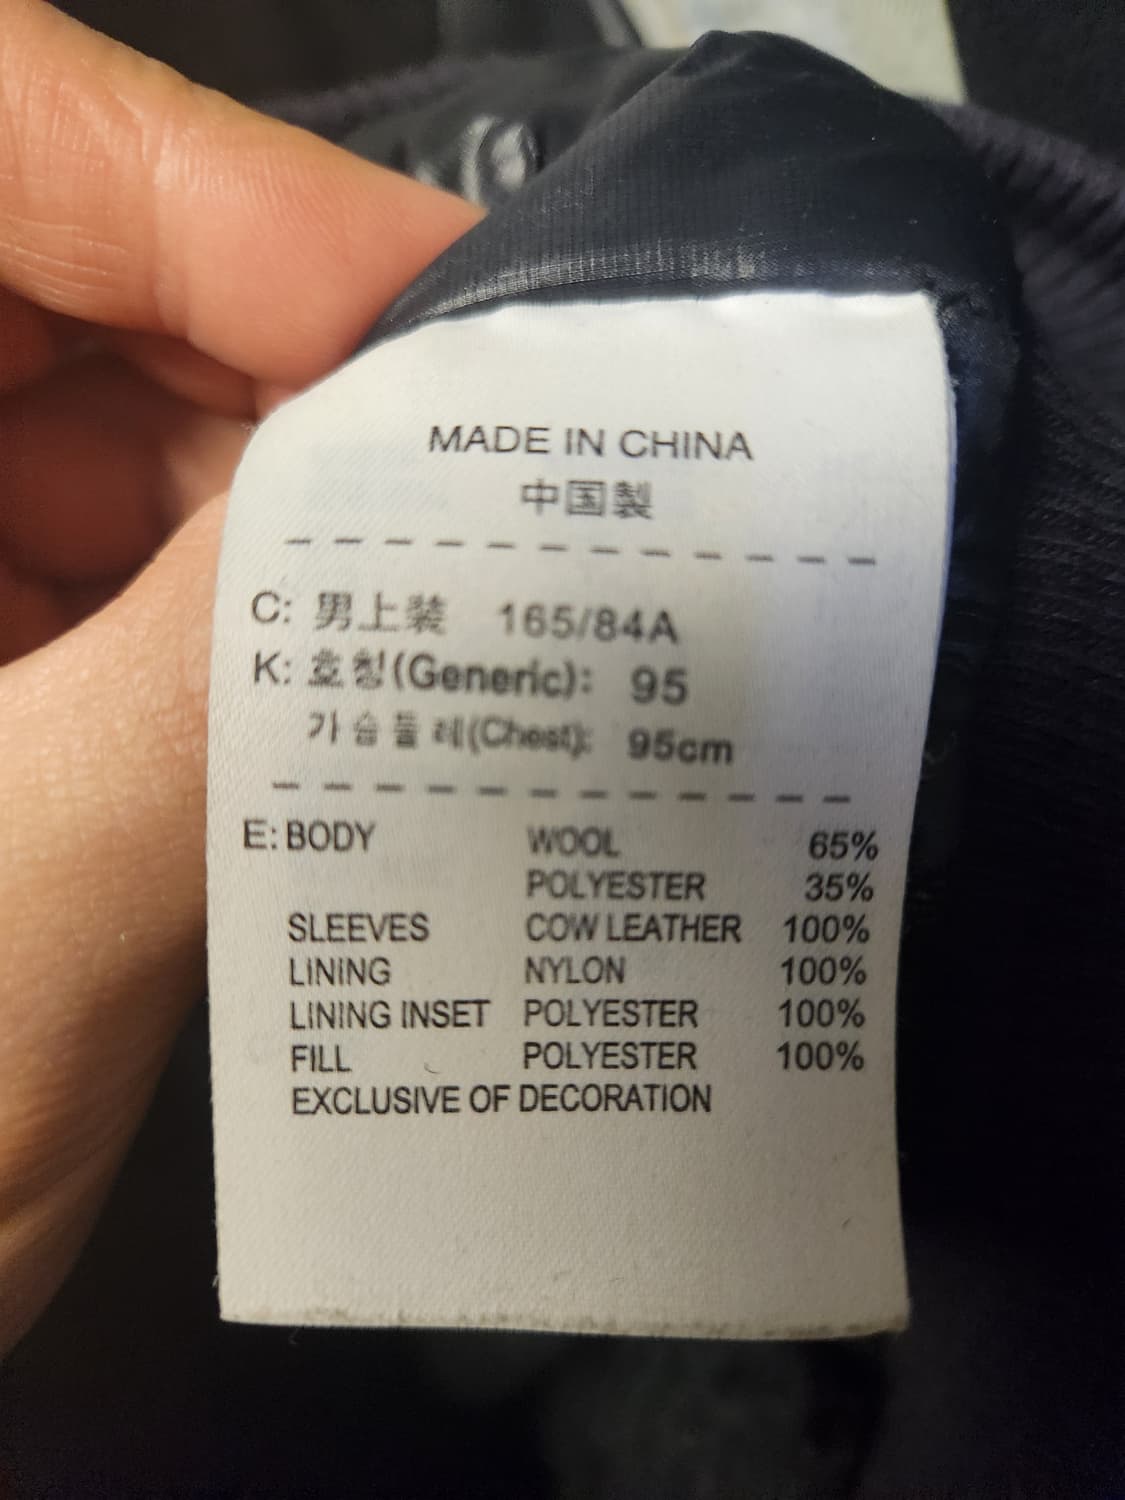 MADE IN CHINA
中国製
C: 男上装 165/84A
K: 호칭(Generic): 95
가슴둘레(Chest): 95cm
E: BODY WOOL 65%
POLYESTER 35%
SLEEVES COW LEATHER 100%
LINING NYLON 100%
LINING INSET POLYESTER 100%
FILL POLYESTER 100%
EXCLUSIVE OF DECORATION